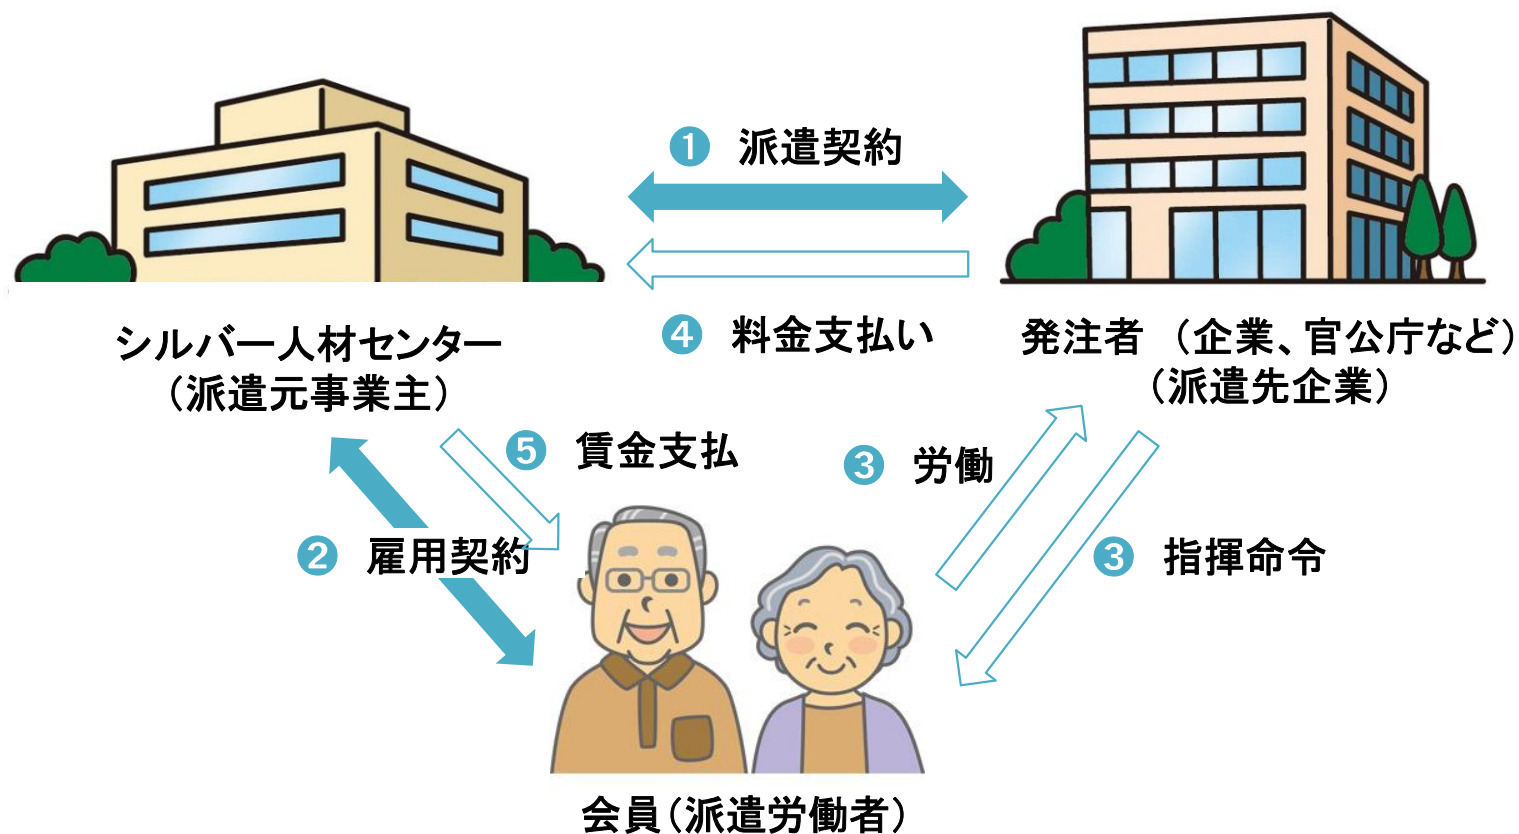 ❶ 派遣契約
❹ 料金支払い
シルバー人材センター
（派遣元事業主）
発注者 （企業、官公庁など）
（派遣先企業）
❺ 賃金支払
❸ 労働
❷ 雇用契約
❸ 指揮命令
会員（派遣労働者）